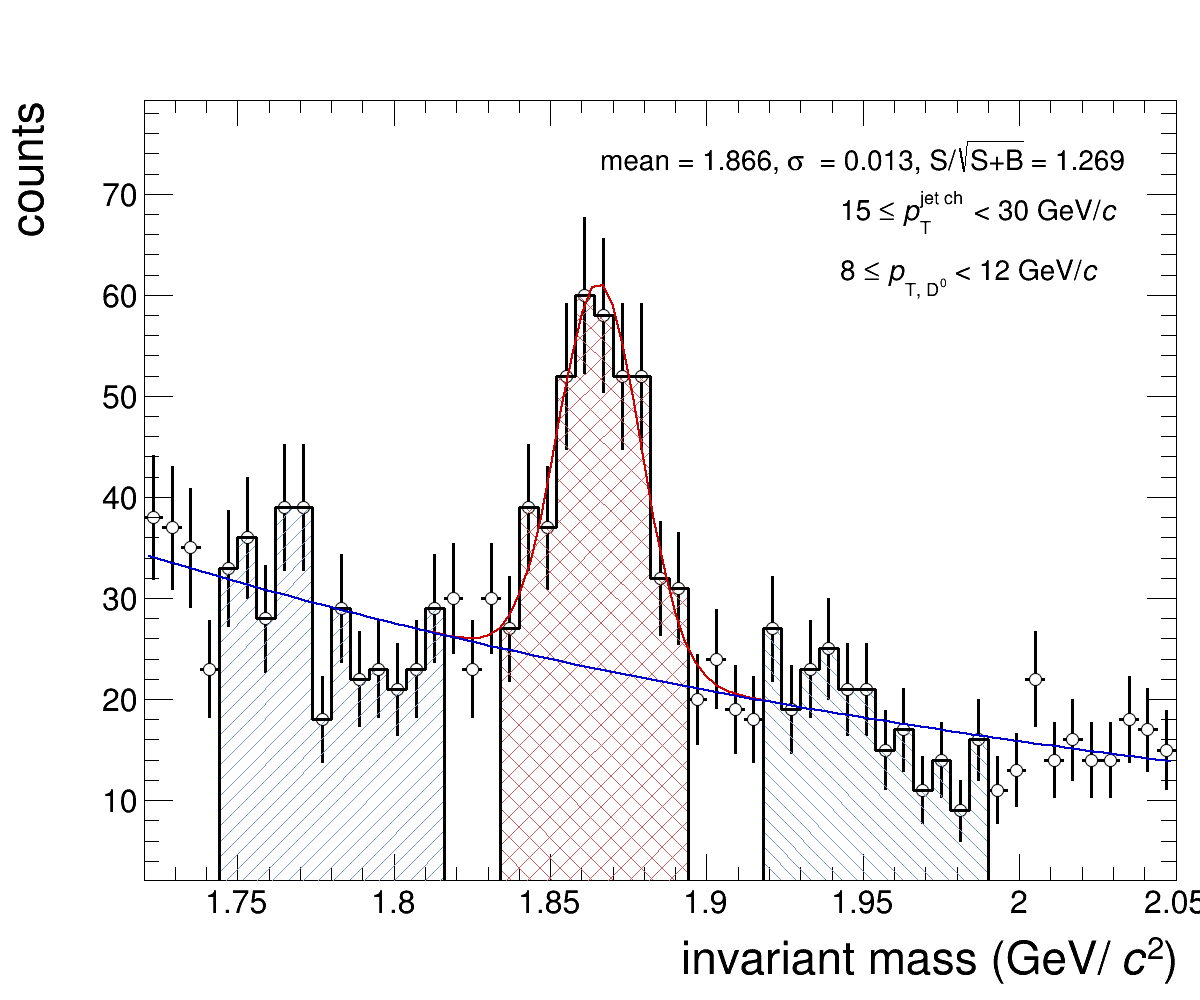 counts
mean = 1.866, σ = 0.013, S/√S+B = 1.269
15 ≤ p_T^jet ch < 30 GeV/c
8 ≤ p_T, D⁰ < 12 GeV/c
70
60
50
40
30
20
10
1.75 1.8 1.85 1.9 1.95 2 2.05
invariant mass (GeV/ c²)